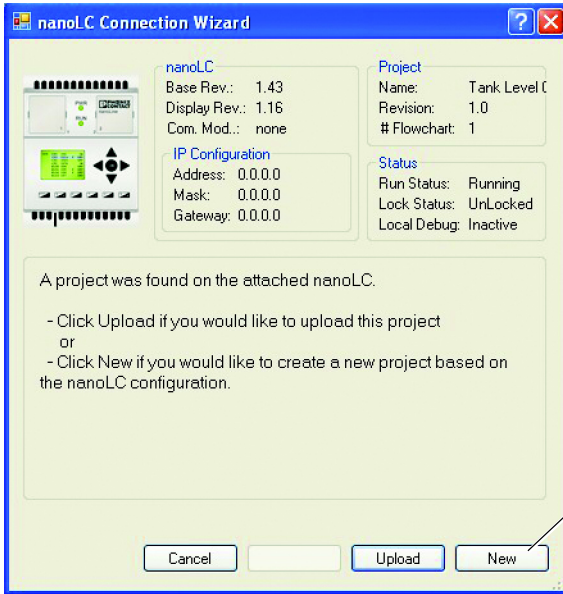 nanoLC Connection Wizard
nanoLC
Base Rev.: 1.43
Display Rev.: 1.16
Com. Mod..: none
IP Configuration
Address: 0.0.0.0
Mask: 0.0.0.0
Gateway: 0.0.0.0
Project
Name: Tank Level
Revision: 1.0
# Flowchart: 1
Status
Run Status: Running
Lock Status: UnLocked
Local Debug: Inactive
PWR
RUN
PHOENIX
CONTACT
A project was found on the attached nanoLC.
- Click Upload if you would like to upload this project
or
- Click New if you would like to create a new project based on
the nanoLC configuration.
Cancel
Upload
New